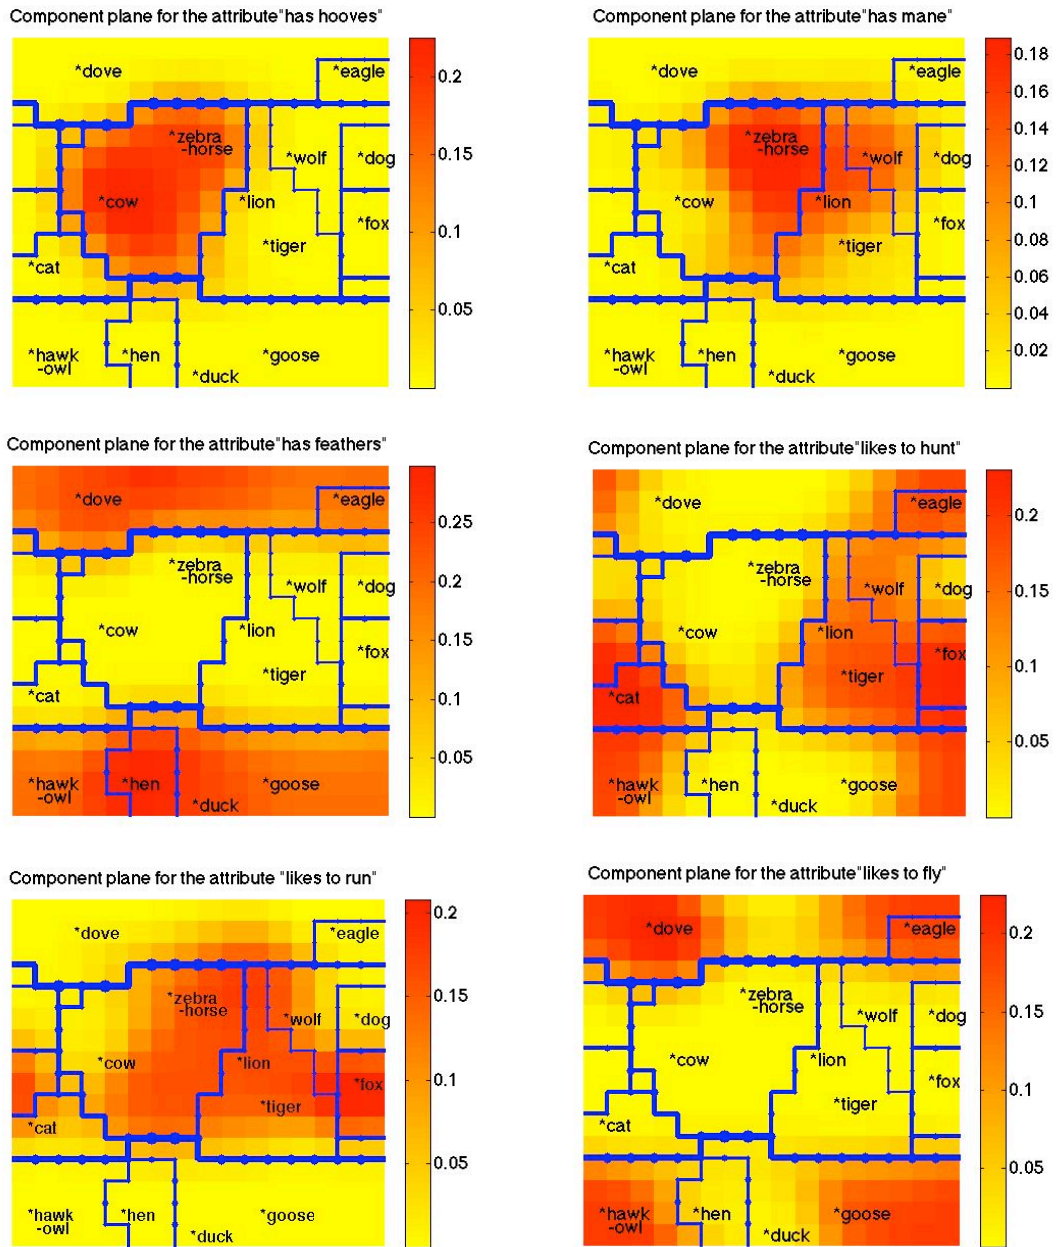 Component plane for the attribute"has hooves"
*dove
*eagle
*zebra
-horse
*wolf
*dog
*cow
*lion
*fox
*tiger
*cat
*hawk
-owl
*hen
*goose
*duck
0.2
0.15
0.1
0.05
Component plane for the attribute"has mane"
*dove
*eagle
*zebra
-horse
*wolf
*dog
*cow
*lion
*fox
*tiger
*cat
*hawk
-owl
*hen
*goose
*duck
0.18
0.16
0.14
0.12
0.1
0.08
0.06
0.04
0.02
Component plane for the attribute"has feathers"
*dove
*eagle
*zebra
-horse
*wolf
*dog
*cow
*lion
*fox
*tiger
*cat
*hawk
-owl
*hen
*goose
*duck
0.25
0.2
0.15
0.1
0.05
Component plane for the attribute"likes to hunt"
*dove
*eagle
*zebra
-horse
*wolf
*dog
*cow
*lion
*fox
*tiger
*cat
*hawk
-owl
*hen
*goose
*duck
0.2
0.15
0.1
0.05
Component plane for the attribute "likes to run"
*dove
*eagle
*zebra
-horse
*wolf
*dog
*cow
*lion
*fox
*tiger
*cat
*hawk
-owl
*hen
*goose
*duck
0.2
0.15
0.1
0.05
Component plane for the attribute"likes to fly"
*dove
*eagle
*zebra
-horse
*wolf
*dog
*cow
*lion
*fox
*tiger
*cat
*hawk
-owl
*hen
*goose
*duck
0.2
0.15
0.1
0.05